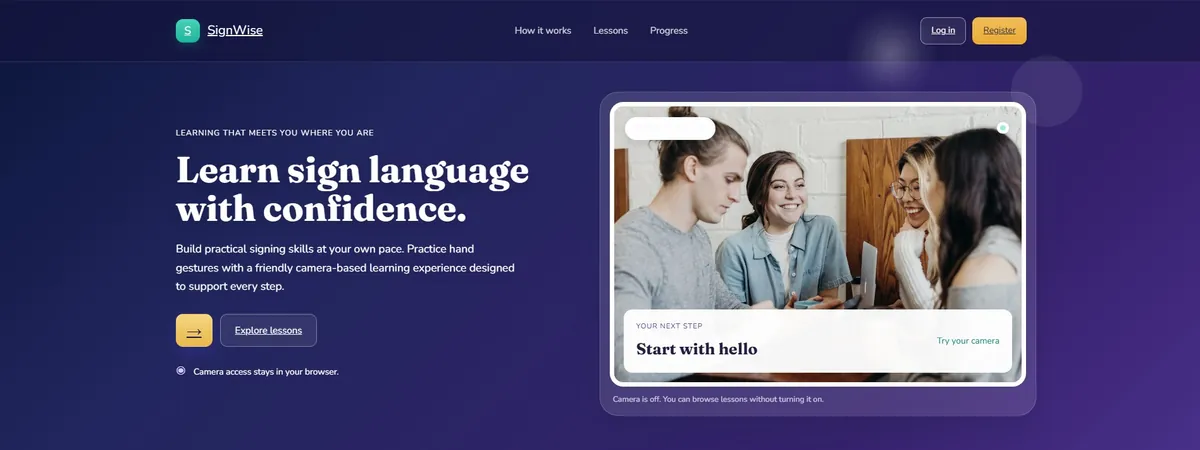 S SignWise
How it works Lessons Progress
Log in Register
LEARNING THAT MEETS YOU WHERE YOU ARE
Learn sign language
with confidence.
Build practical signing skills at your own pace. Practice hand
gestures with a friendly camera-based learning experience designed
to support every step.
→ Explore lessons
Camera access stays in your browser.
YOUR NEXT STEP
Start with hello
Try your camera
Camera is off. You can browse lessons without turning it on.